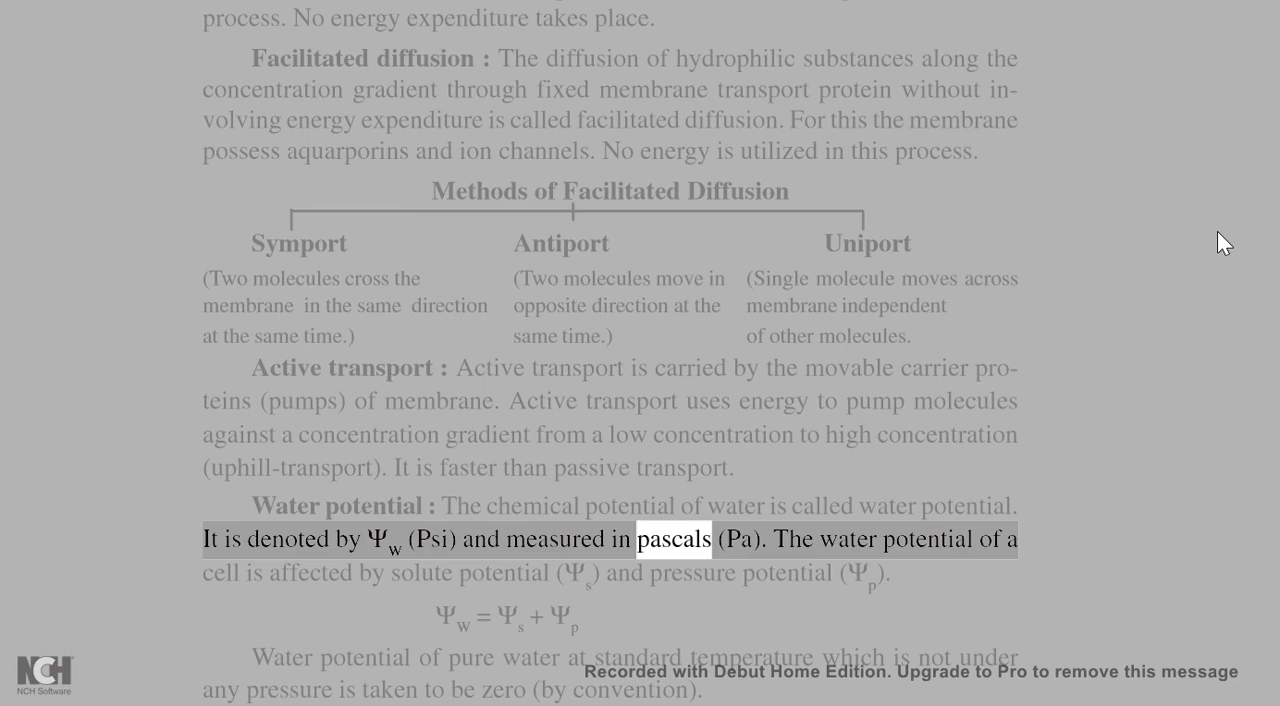 process. No energy expenditure takes place.
Facilitated diffusion : The diffusion of hydrophilic substances along the
concentration gradient through fixed membrane transport protein without in-
volving energy expenditure is called facilitated diffusion. For this the membrane
possess aquarporins and ion channels. No energy is utilized in this process.
Methods of Facilitated Diffusion
Symport Antiport Uniport
(Two molecules cross the (Two molecules move in (Single molecule moves across
membrane in the same direction opposite direction at the membrane independent
at the same time.) same time.) of other molecules.
Active transport : Active transport is carried by the movable carrier pro-
teins (pumps) of membrane. Active transport uses energy to pump molecules
against a concentration gradient from a low concentration to high concentration
(uphill-transport). It is faster than passive transport.
Water potential : The chemical potential of water is called water potential.
It is denoted by Ψw (Psi) and measured in pascals (Pa). The water potential of a
cell is affected by solute potential (Ψs) and pressure potential (Ψp).
Ψw = Ψs + Ψp
Water potential of pure water at standard temperature which is not under
any pressure is taken to be zero (by convention).
Recorded with Debut Home Edition. Upgrade to Pro to remove this message
NCH
NCH Software